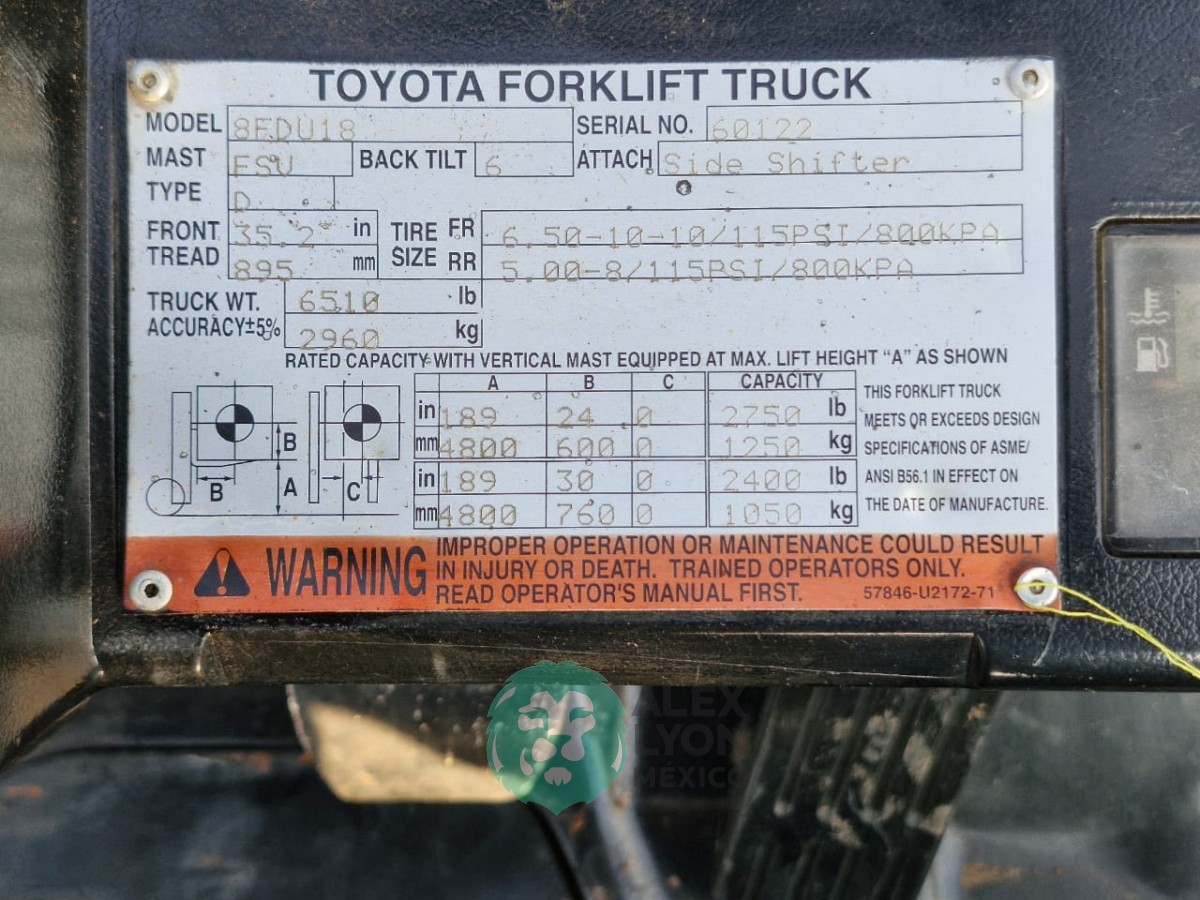 TOYOTA FORKLIFT TRUCK
MODEL 8FDU18 SERIAL NO. 60122
MAST FSV BACK TILT 6 ATTACH Side Shifter
TYPE D
FRONT TREAD 35.2 in 895 mm
TIRE SIZE FR 6.50-10-10/115PSI/800KPA
RR 5.00-8/115PSI/800KPA
TRUCK WT. 6510 lb
ACCURACY±5% 2960 kg
RATED CAPACITY WITH VERTICAL MAST EQUIPPED AT MAX. LIFT HEIGHT “A” AS SHOWN
A B C CAPACITY
in 189 24 0 2750 lb
mm 4800 600 0 1250 kg
in 189 30 0 2400 lb
mm 4800 760 0 1050 kg
B
B A C
THIS FORKLIFT TRUCK
MEETS OR EXCEEDS DESIGN
SPECIFICATIONS OF ASME/
ANSI B56.1 IN EFFECT ON
THE DATE OF MANUFACTURE.
WARNING
IMPROPER OPERATION OR MAINTENANCE COULD RESULT
IN INJURY OR DEATH. TRAINED OPERATORS ONLY.
READ OPERATOR'S MANUAL FIRST. 57846-U2172-71
ALEX
LYON
MÉXICO